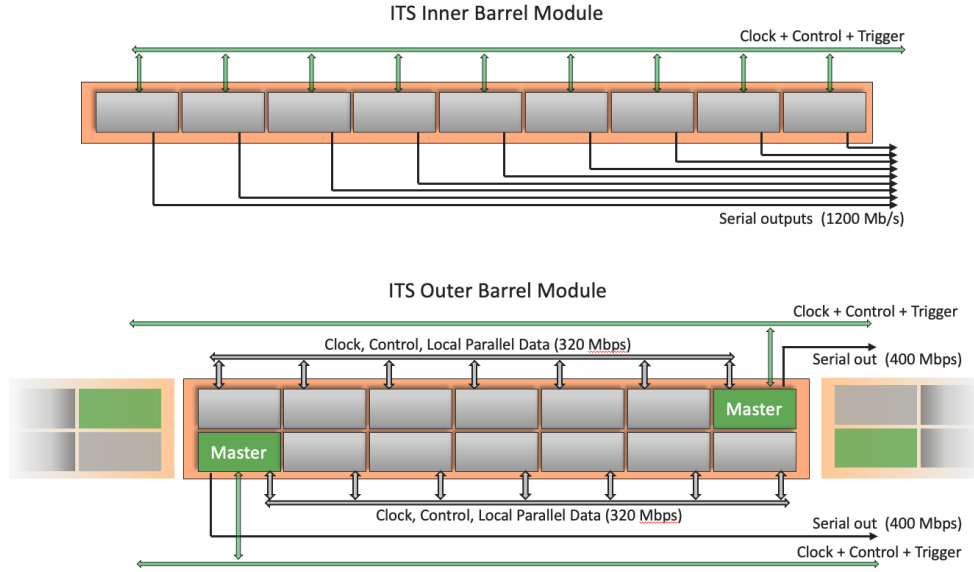 ITS Inner Barrel Module
Clock + Control + Trigger
Serial outputs (1200 Mb/s)
ITS Outer Barrel Module
Clock + Control + Trigger
Clock, Control, Local Parallel Data (320 Mbps)
Serial out (400 Mbps)
Master
Master
Clock, Control, Local Parallel Data (320 Mbps)
Serial out (400 Mbps)
Clock + Control + Trigger